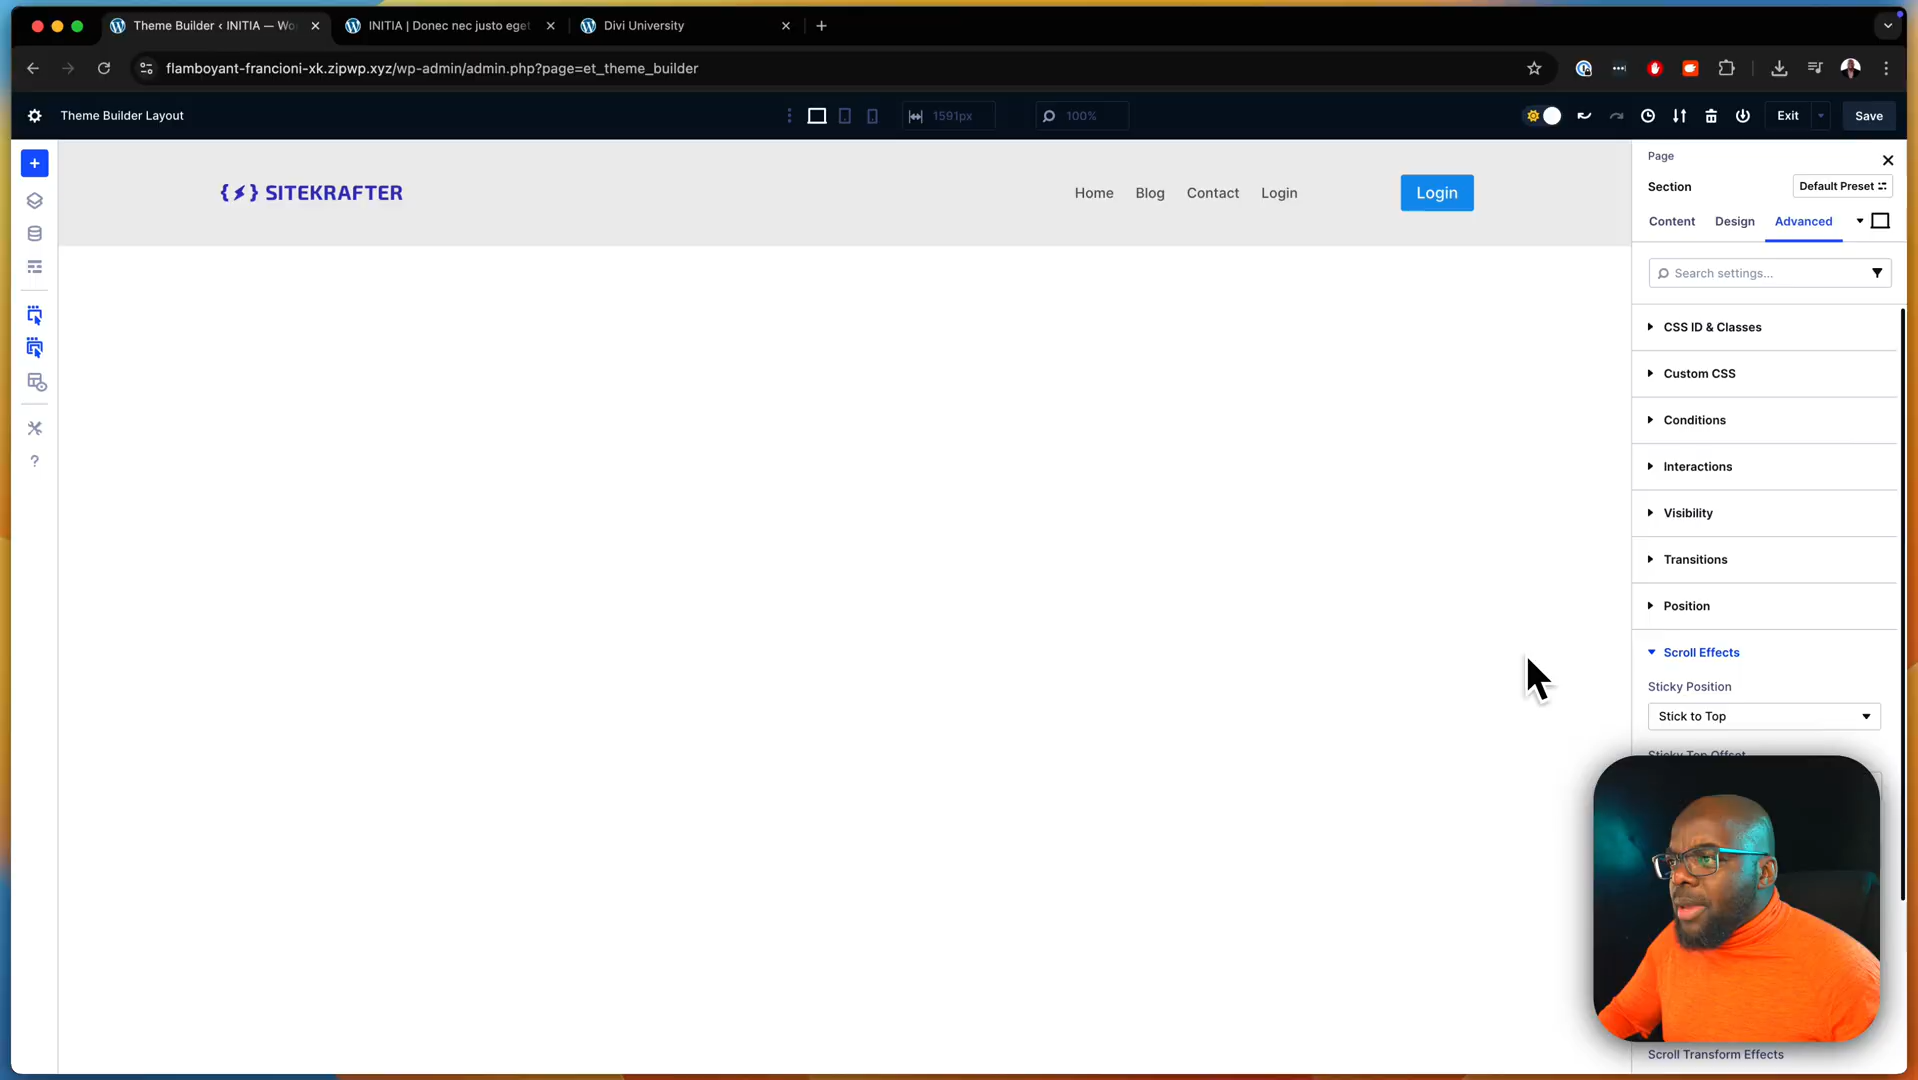 Theme Builder ‹ INITIA — Wo
INITIA | Donec nec justo eget
Divi University
flamboyant-francioni-xk.zipwp.xyz/wp-admin/admin.php?page=et_theme_builder
Theme Builder Layout
1591px
100%
Exit
Save
{⚡} SITEKRAFTER
Home
Blog
Contact
Login
Login
Page
Section
Default Preset
Content
Design
Advanced
Search settings...
CSS ID & Classes
Custom CSS
Conditions
Interactions
Visibility
Transitions
Position
Scroll Effects
Sticky Position
Stick to Top
Sticky Top Offset
Scroll Transform Effects